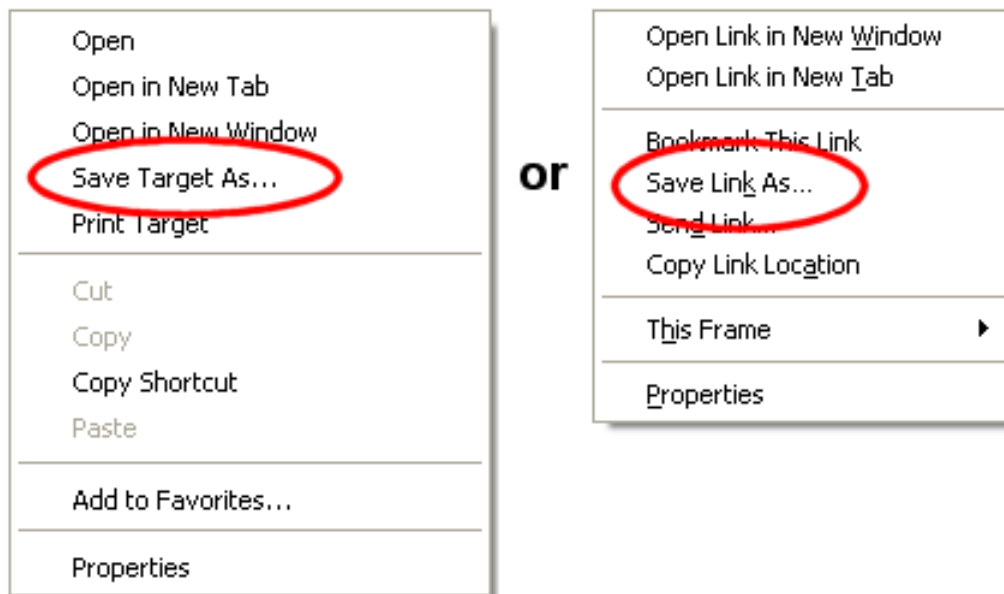 Open
Open in New Tab
Open in New Window
Save Target As...
Print Target
Cut
Copy
Copy Shortcut
Paste
Add to Favorites...
Properties
or
Open Link in New Window
Open Link in New Tab
Bookmark This Link
Save Link As...
Send Link...
Copy Link Location
This Frame
Properties